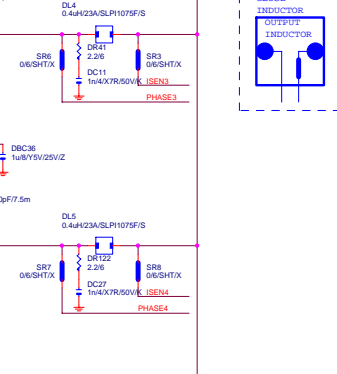 DL4
0.4uH/23A/SLPI1075F/S
DR41
2.2/6
SR6
0/6/SHT/X
SR3
0/6/SHT/X
DC11
1n/4/X7R/50V/K
ISEN3
PHASE3
INDUCTOR
OUTPUT
INDUCTOR
DBC36
1u/8/Y5V/25V/Z
0pF/7.5m
DL5
0.4uH/23A/SLPI1075F/S
DR122
2.2/6
SR7
0/6/SHT/X
SR8
0/6/SHT/X
DC27
1n/4/X7R/50V/K
ISEN4
PHASE4